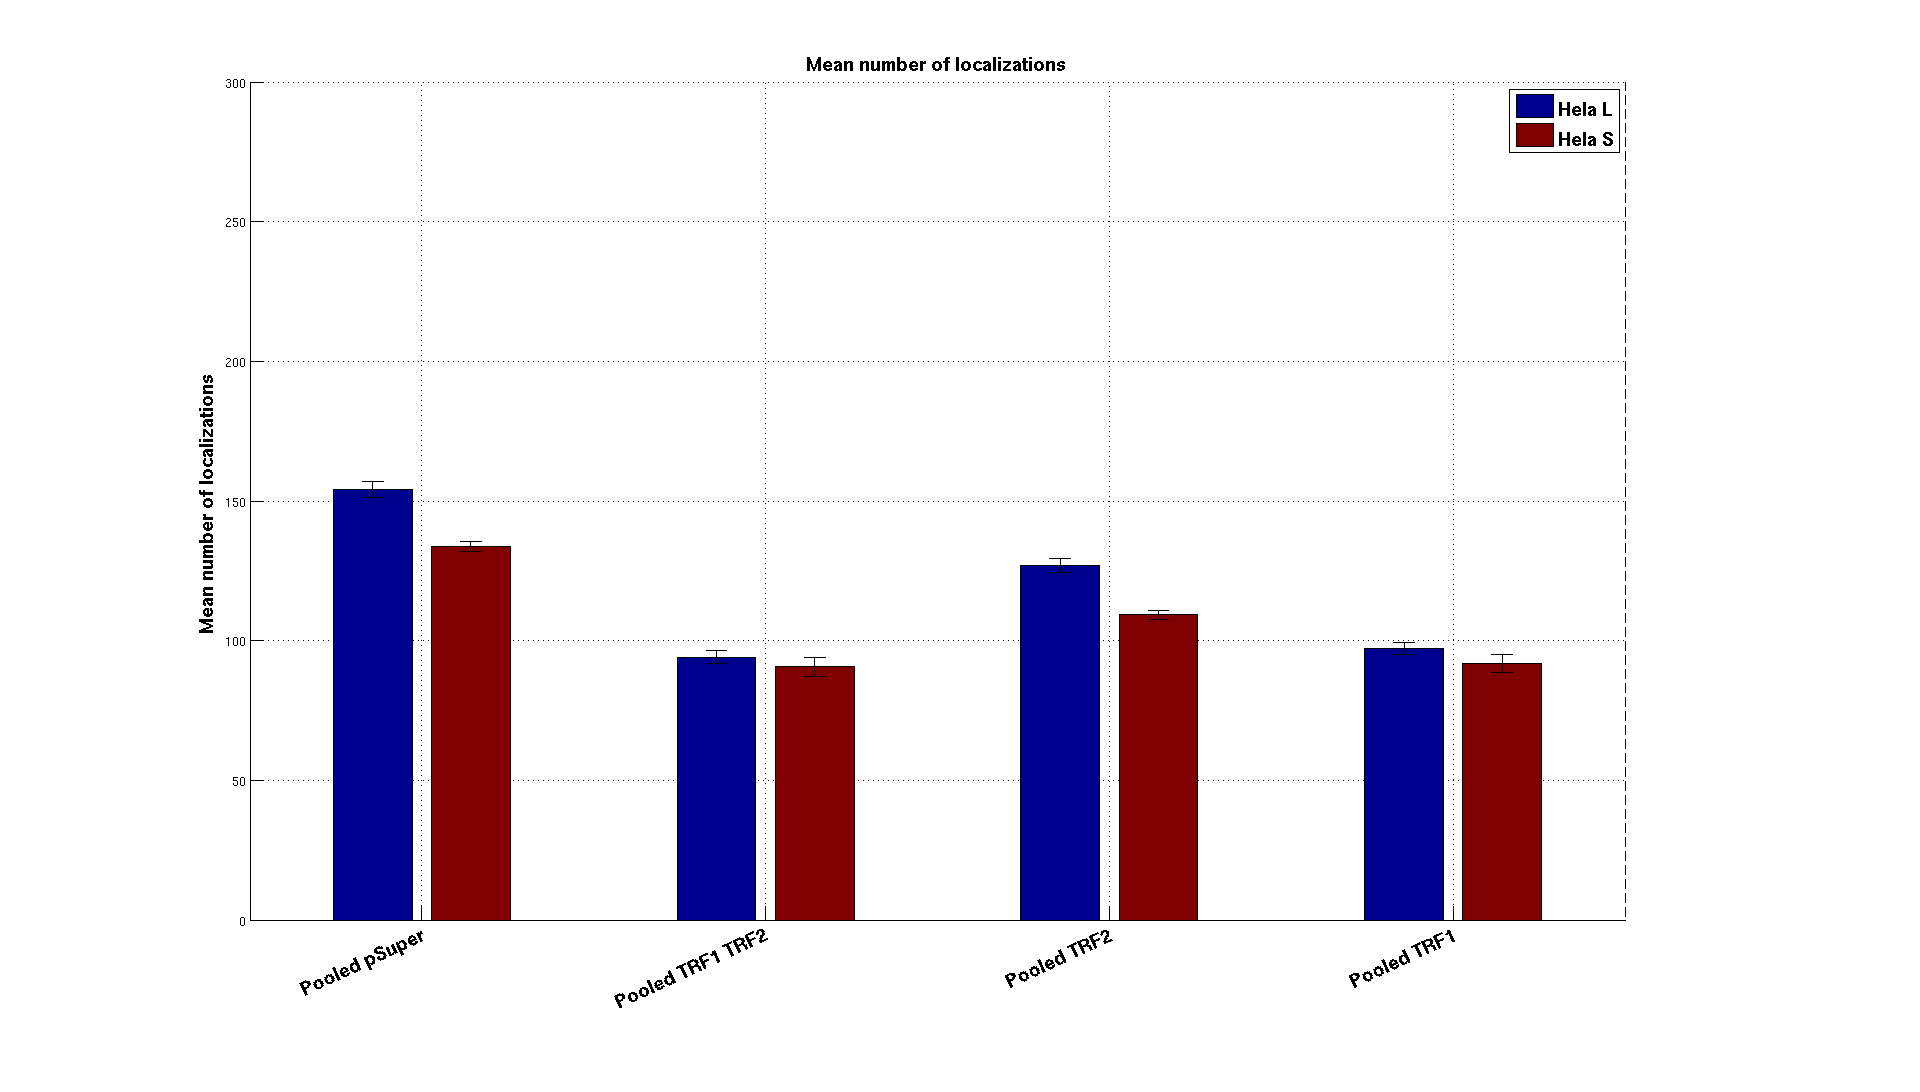 Mean number of localizations
Hela L
Hela S
Mean number of localizations
300
250
200
150
100
50
0
Pooled pSuper
Pooled TRF1 TRF2
Pooled TRF2
Pooled TRF1